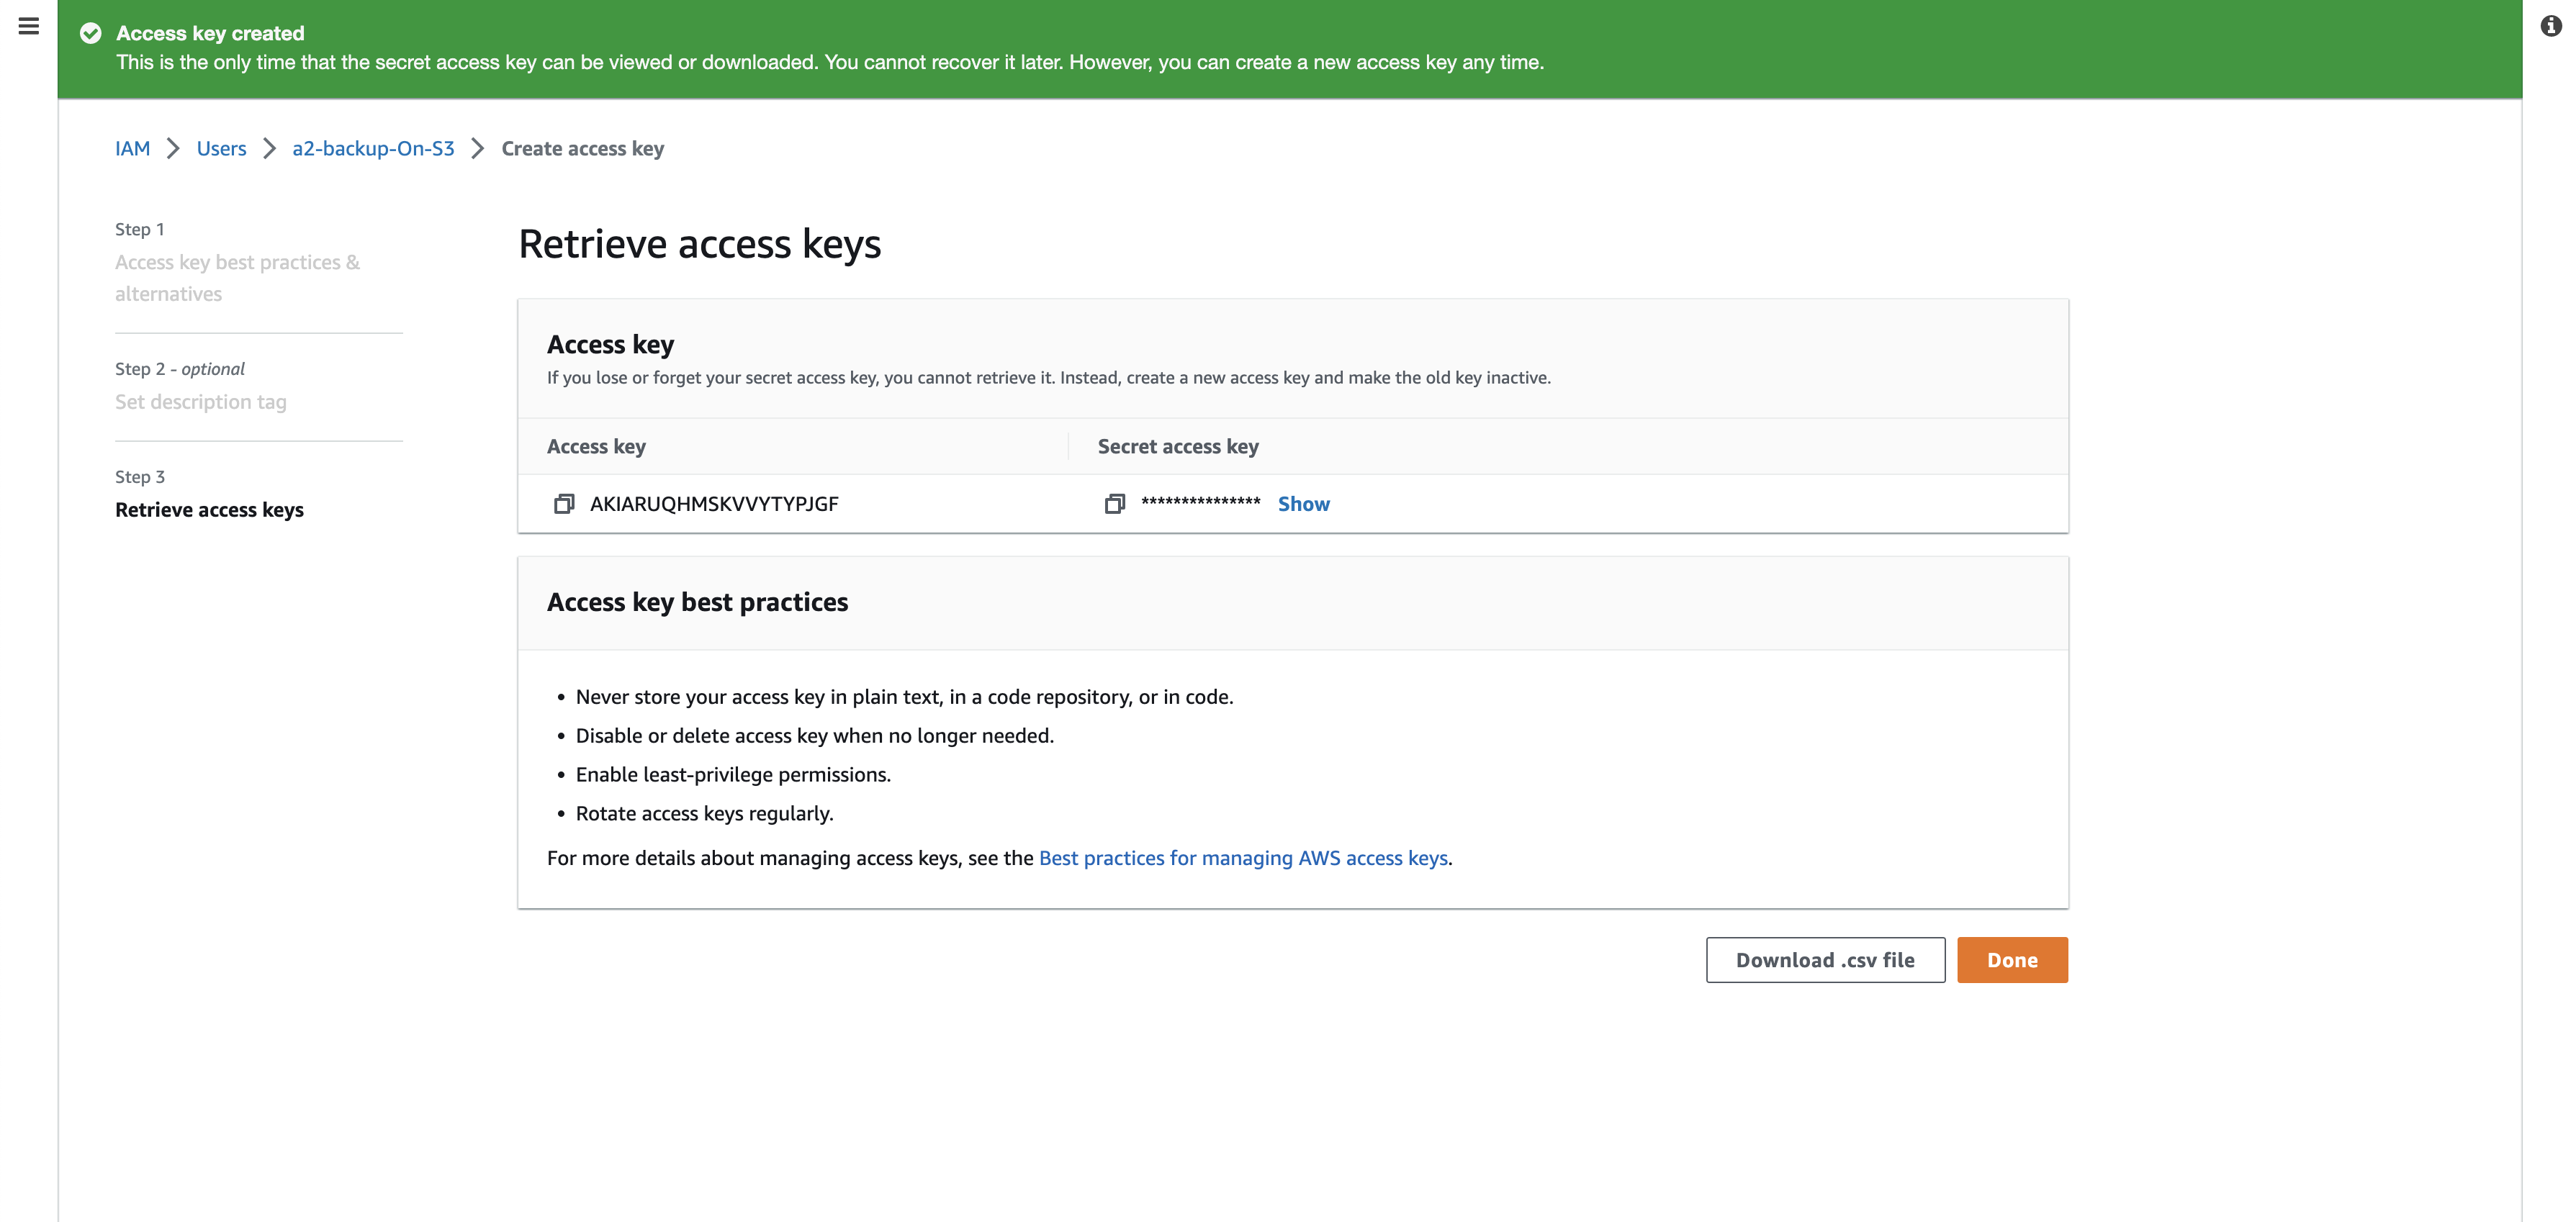 Access key created
This is the only time that the secret access key can be viewed or downloaded. You cannot recover it later. However, you can create a new access key any time.
IAM > Users > a2-backup-On-S3 > Create access key
Step 1
Access key best practices &
alternatives
Step 2 - optional
Set description tag
Step 3
Retrieve access keys
Retrieve access keys
Access key
If you lose or forget your secret access key, you cannot retrieve it. Instead, create a new access key and make the old key inactive.
Access key Secret access key
AKIARUQHMSKVVYTYPJGF *************** Show
Access key best practices
• Never store your access key in plain text, in a code repository, or in code.
• Disable or delete access key when no longer needed.
• Enable least-privilege permissions.
• Rotate access keys regularly.
For more details about managing access keys, see the Best practices for managing AWS access keys.
Download .csv file Done